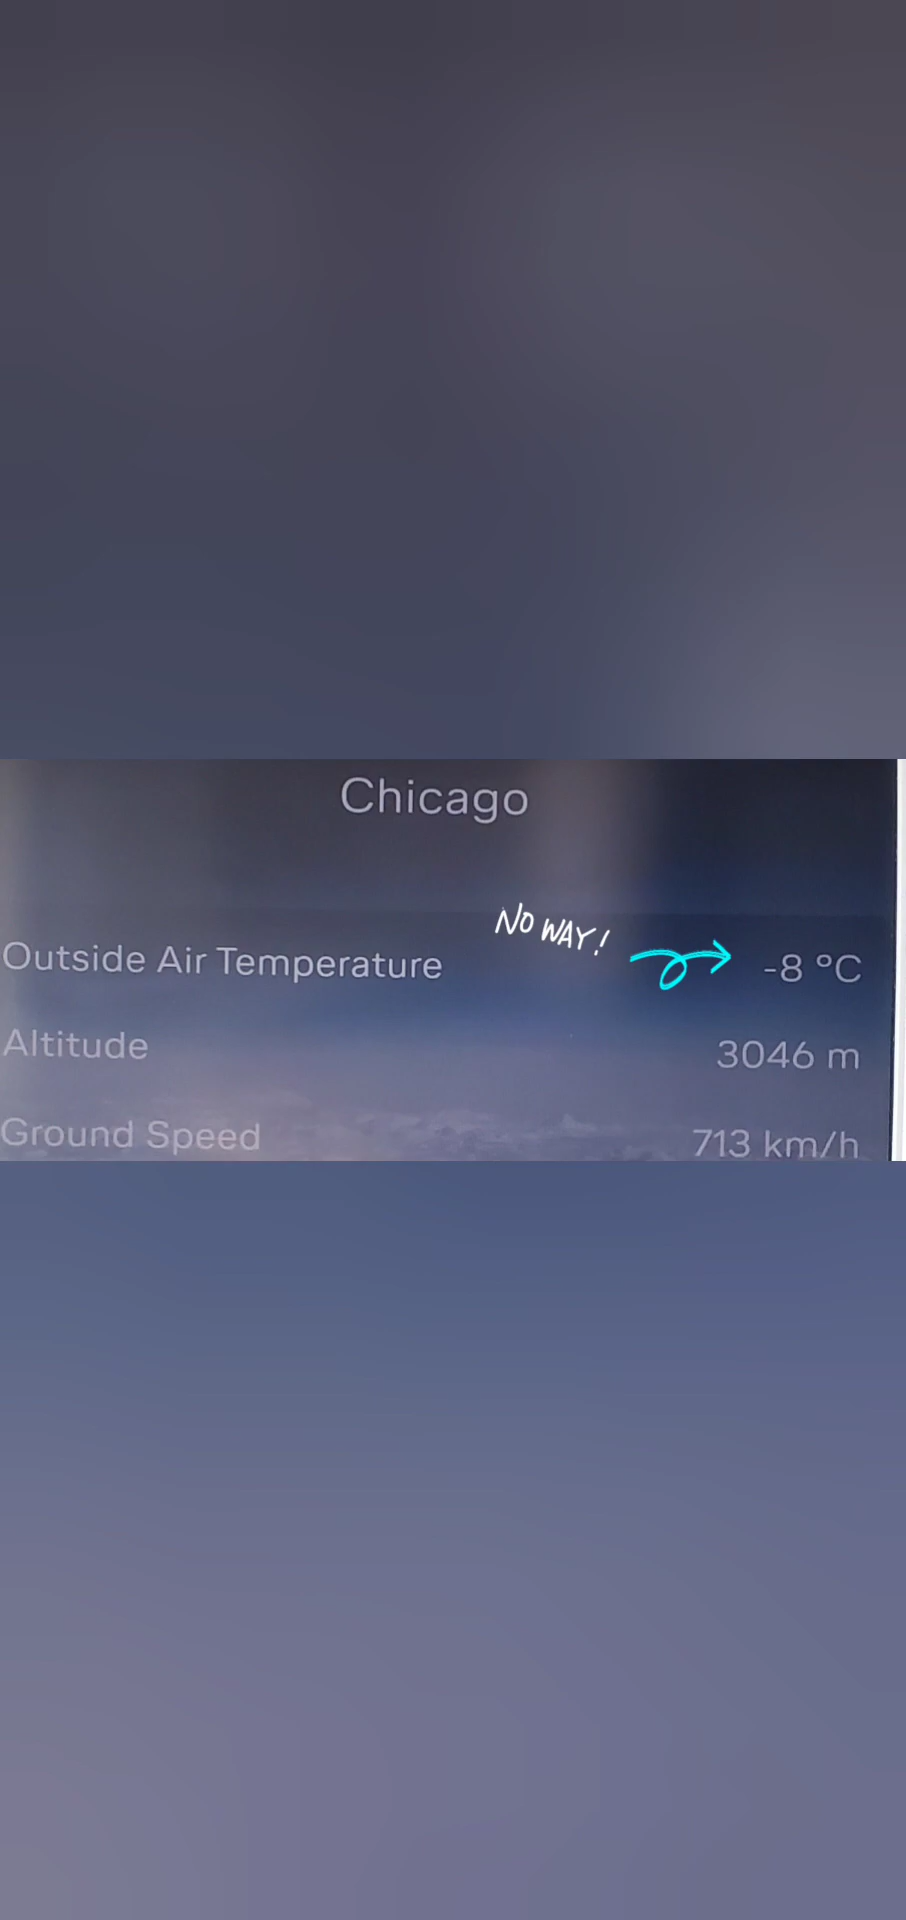 Chicago
NO WAY!
Outside Air Temperature -8 °C
Altitude 3046 m
Ground Speed 713 km/h